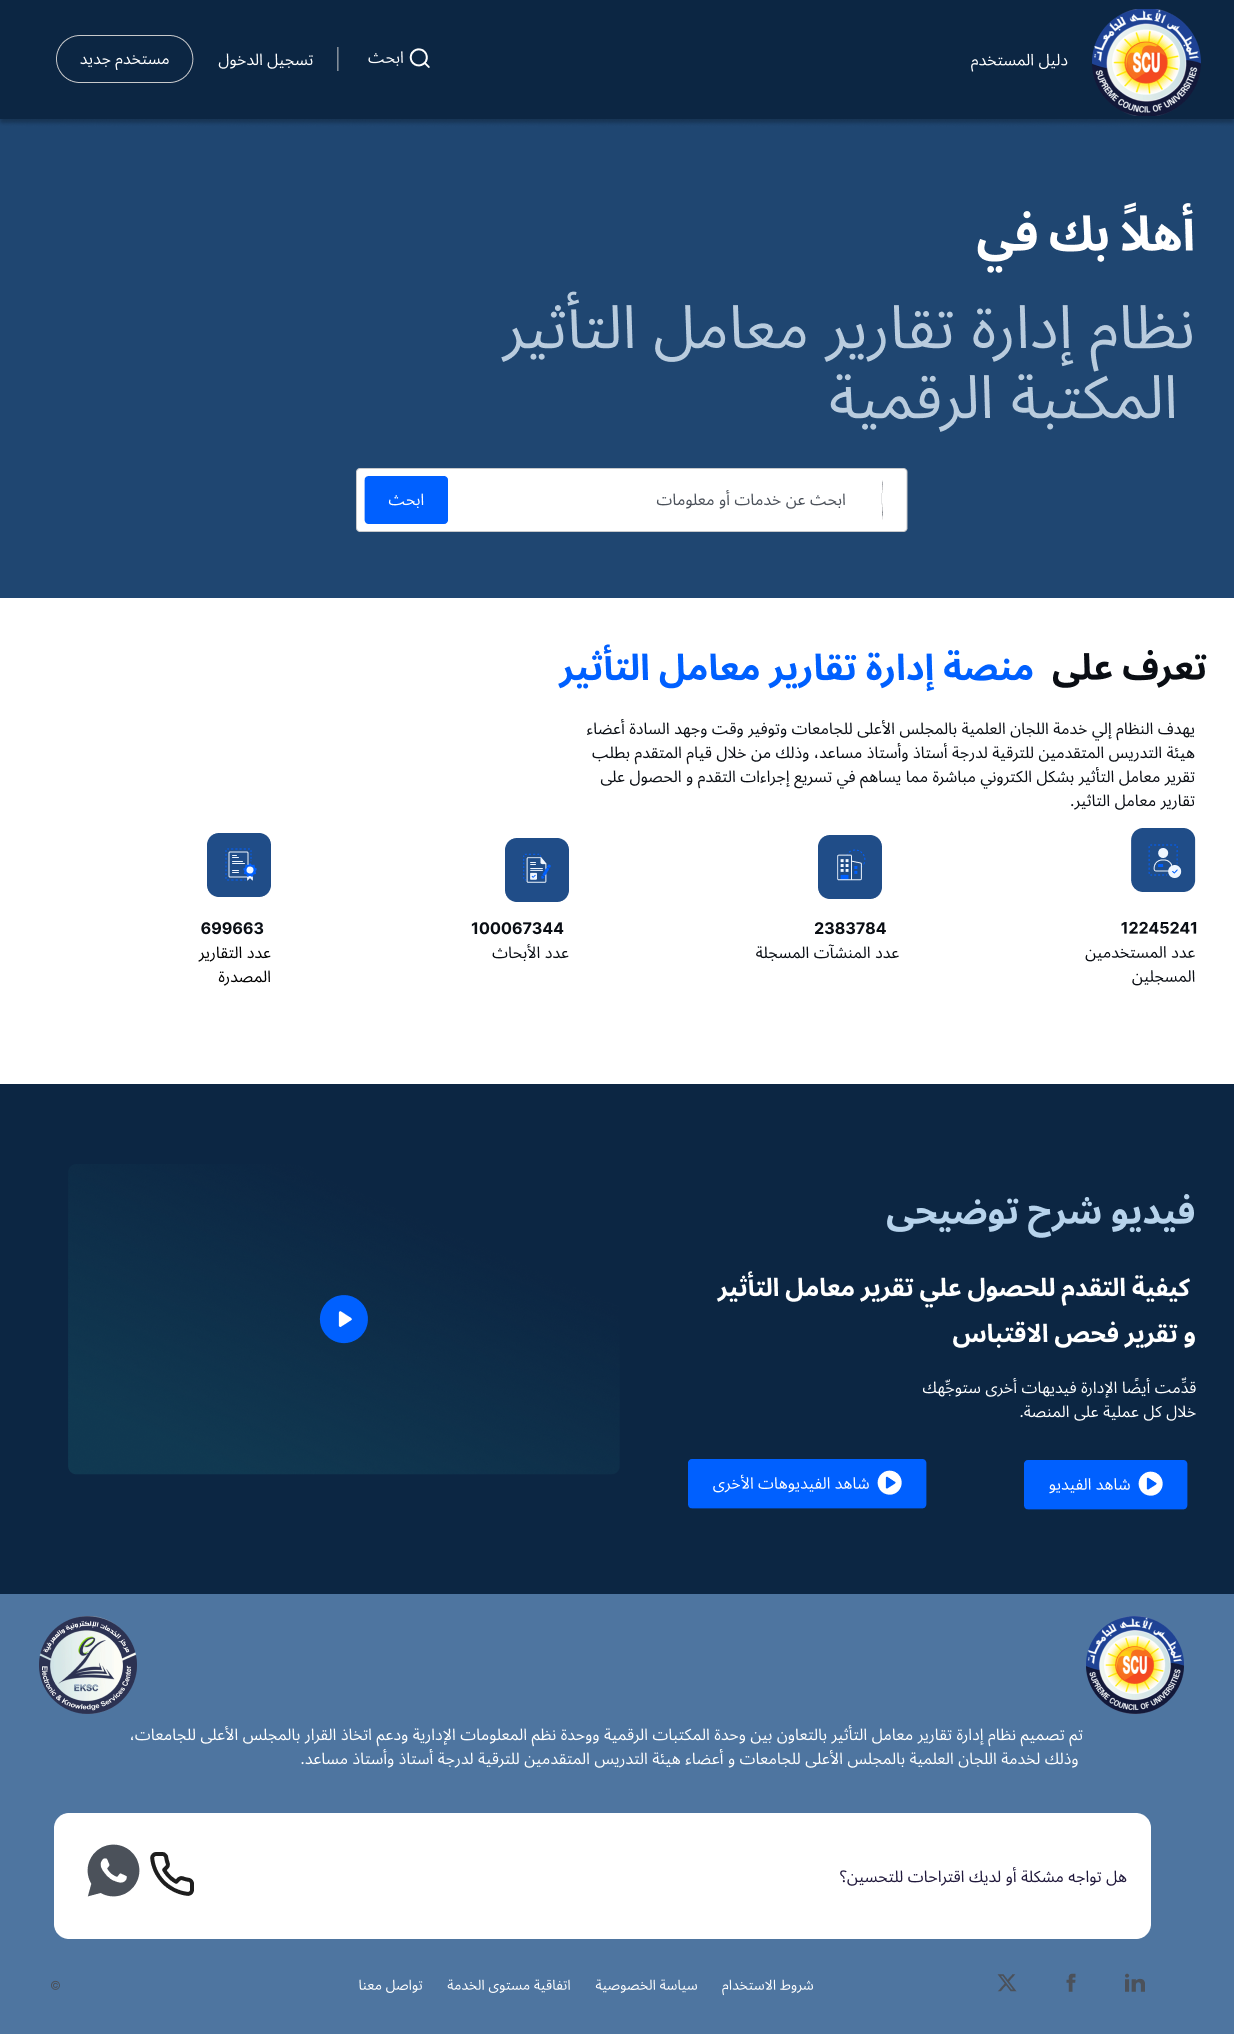 المجلس الأعلى للجامعات
SCU
SUPREME COUNCIL OF UNIVERSITIES
دليل المستخدم
ابحث
تسجيل الدخول
مستخدم جديد
أهلاً بك في
نظام إدارة تقارير معامل التأثير
المكتبة الرقمية
ابحث عن خدمات أو معلومات
ابحث
تعرف على منصة إدارة تقارير معامل التأثير
يهدف النظام إلي خدمة اللجان العلمية بالمجلس الأعلى للجامعات وتوفير وقت وجهد السادة أعضاء
هيئة التدريس المتقدمين للترقية لدرجة أستاذ وأستاذ مساعد، وذلك من خلال قيام المتقدم بطلب
تقرير معامل التأثير بشكل الكتروني مباشرة مما يساهم في تسريع إجراءات التقدم و الحصول على
تقارير معامل التاثير.
12245241
عدد المستخدمين
المسجلين
2383784
عدد المنشآت المسجلة
100067344
عدد الأبحاث
699663
عدد التقارير
المصدرة
فيديو شرح توضيحى
كيفية التقدم للحصول علي تقرير معامل التأثير
و تقرير فحص الاقتباس
قدِّمت أيضًا الإدارة فيديهات أخرى ستوجِّهك
خلال كل عملية على المنصة.
شاهد الفيديو
شاهد الفيديوهات الأخرى
المجلس الأعلى للجامعات
SCU
SUPREME COUNCIL OF UNIVERSITIES
مركز الخدمات الإلكترونية والمعرفية
EKSC
Electronic & Knowledge Services Center
تم تصميم نظام إدارة تقارير معامل التأثير بالتعاون بين وحدة المكتبات الرقمية ووحدة نظم المعلومات الإدارية ودعم اتخاذ القرار بالمجلس الأعلى للجامعات،
وذلك لخدمة اللجان العلمية بالمجلس الأعلى للجامعات و أعضاء هيئة التدريس المتقدمين للترقية لدرجة أستاذ وأستاذ مساعد.
هل تواجه مشكلة أو لديك اقتراحات للتحسين؟
شروط الاستخدام
سياسة الخصوصية
اتفاقية مستوى الخدمة
تواصل معنا
©